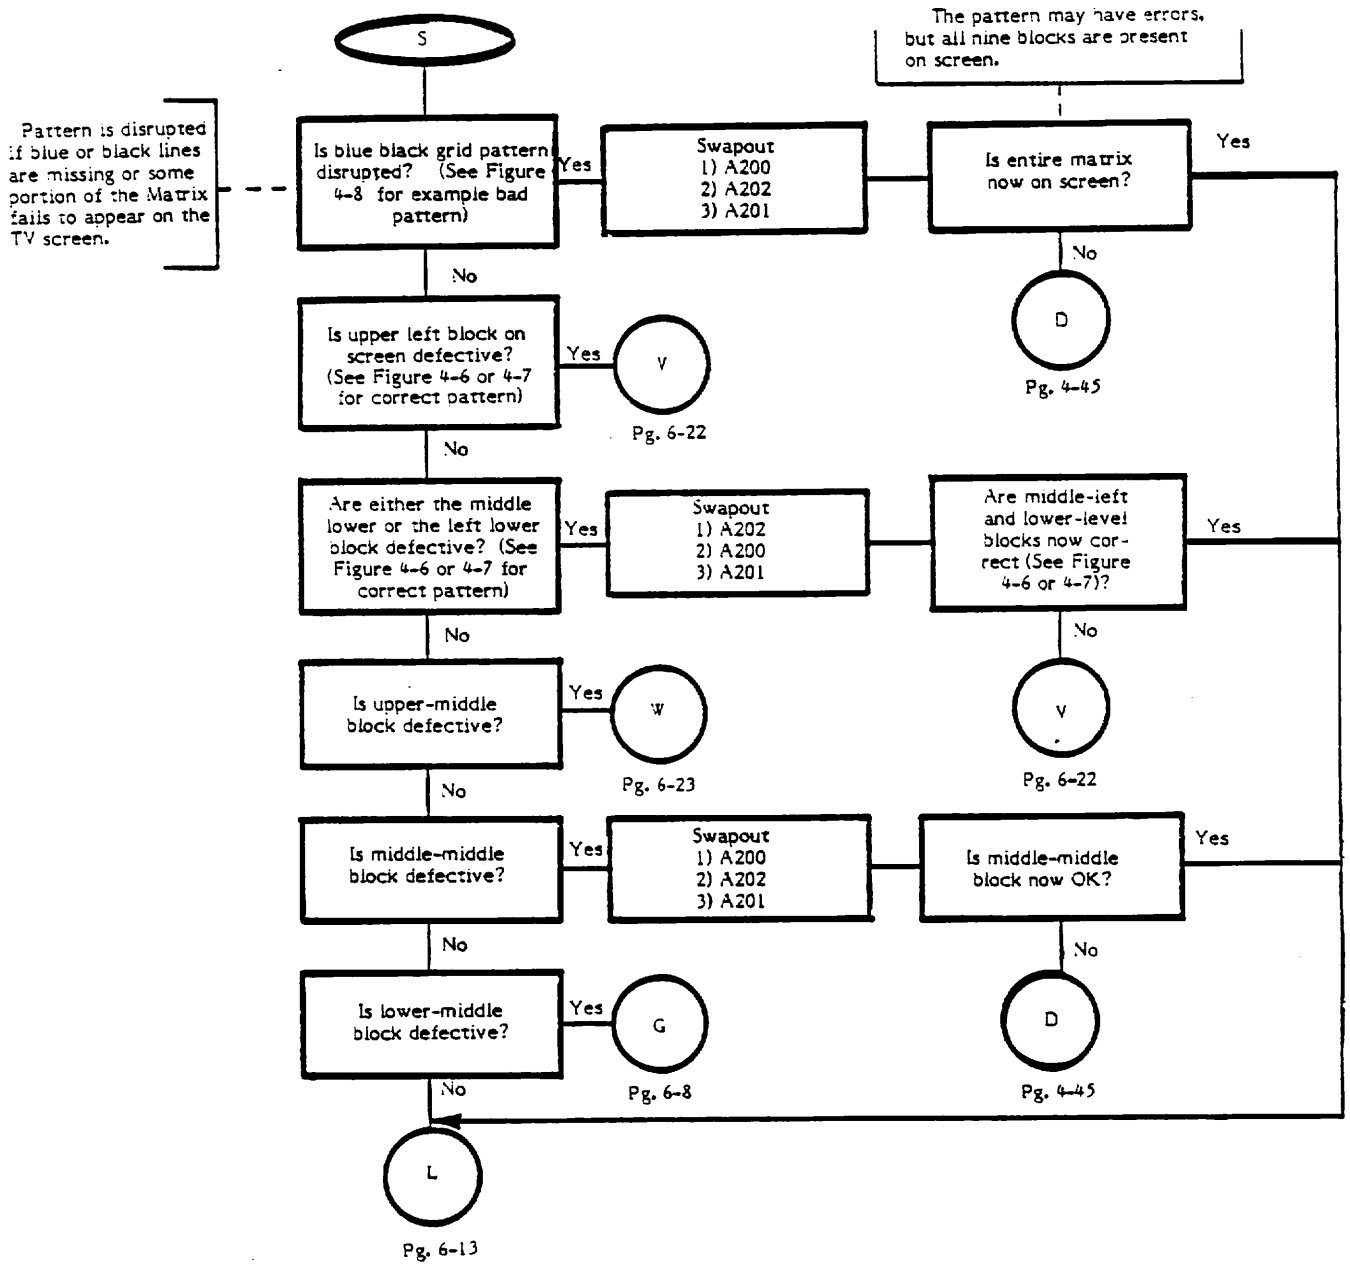 S
The pattern may have errors,
but all nine blocks are present
on screen.
Pattern is disrupted
if blue or black lines
are missing or some
portion of the Matrix
fails to appear on the
TV screen.
Is blue black grid pattern
disrupted? (See Figure
4-8 for example bad
pattern)
Yes
Swapout
1) A200
2) A202
3) A201
Is entire matrix
now on screen?
Yes
No
No
D
Pg. 4-45
Is upper left block on
screen defective?
(See Figure 4-6 or 4-7
for correct pattern)
Yes
V
Pg. 6-22
No
Are either the middle
lower or the left lower
block defective? (See
Figure 4-6 or 4-7 for
correct pattern)
Yes
Swapout
1) A202
2) A200
3) A201
Are middle-left
and lower-level
blocks now cor-
rect (See Figure
4-6 or 4-7)?
Yes
No
No
V
Pg. 6-22
Is upper-middle
block defective?
Yes
W
Pg. 6-23
No
Is middle-middle
block defective?
Yes
Swapout
1) A200
2) A202
3) A201
Is middle-middle
block now OK?
Yes
No
No
D
Pg. 4-45
Is lower-middle
block defective?
Yes
G
Pg. 6-8
No
L
Pg. 6-13